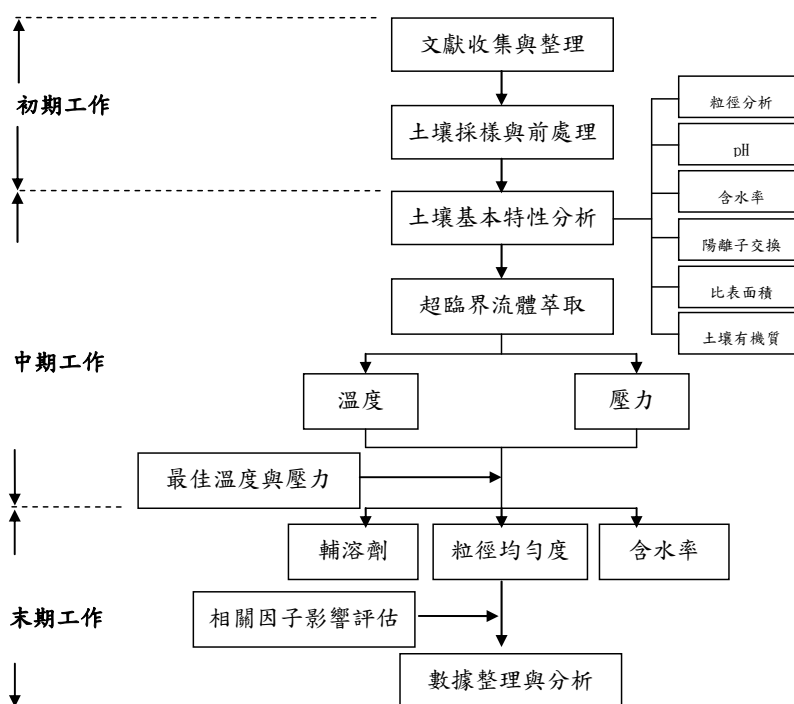 文獻收集與整理
初期工作
土壤採樣與前處理
粒徑分析
pH
含水率
土壤基本特性分析
陽離子交換
比表面積
土壤有機質
超臨界流體萃取
中期工作
溫度
壓力
最佳溫度與壓力
輔溶劑
粒徑均勻度
含水率
末期工作
相關因子影響評估
數據整理與分析